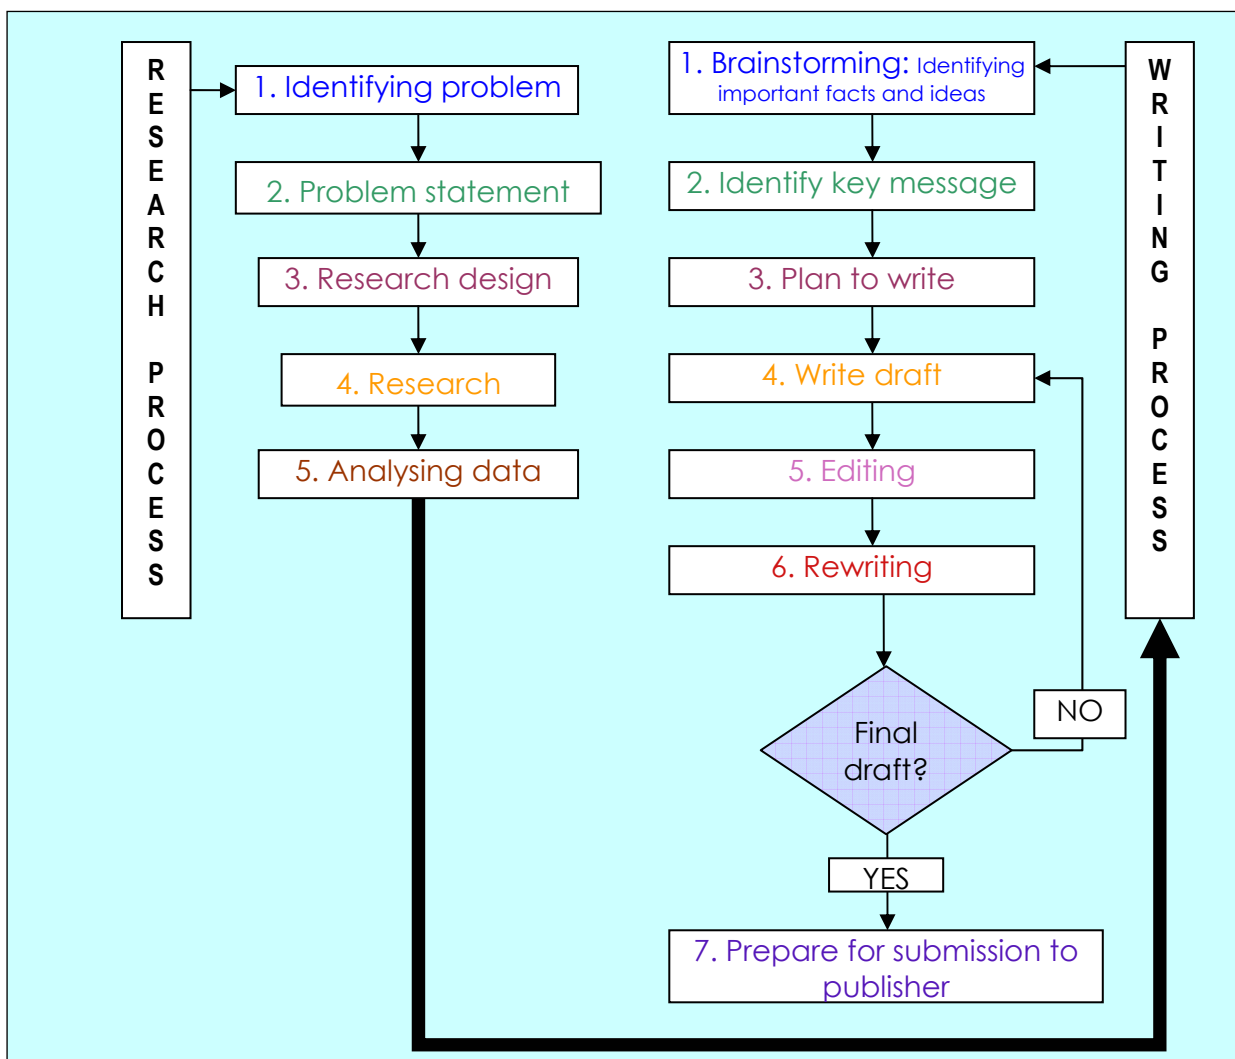 RESEARCH PROCESS
1. Identifying problem
2. Problem statement
3. Research design
4. Research
5. Analysing data
1. Brainstorming: Identifying
important facts and ideas
2. Identify key message
3. Plan to write
4. Write draft
5. Editing
6. Rewriting
Final
draft?
NO
YES
7. Prepare for submission to
publisher
WRITING PROCESS